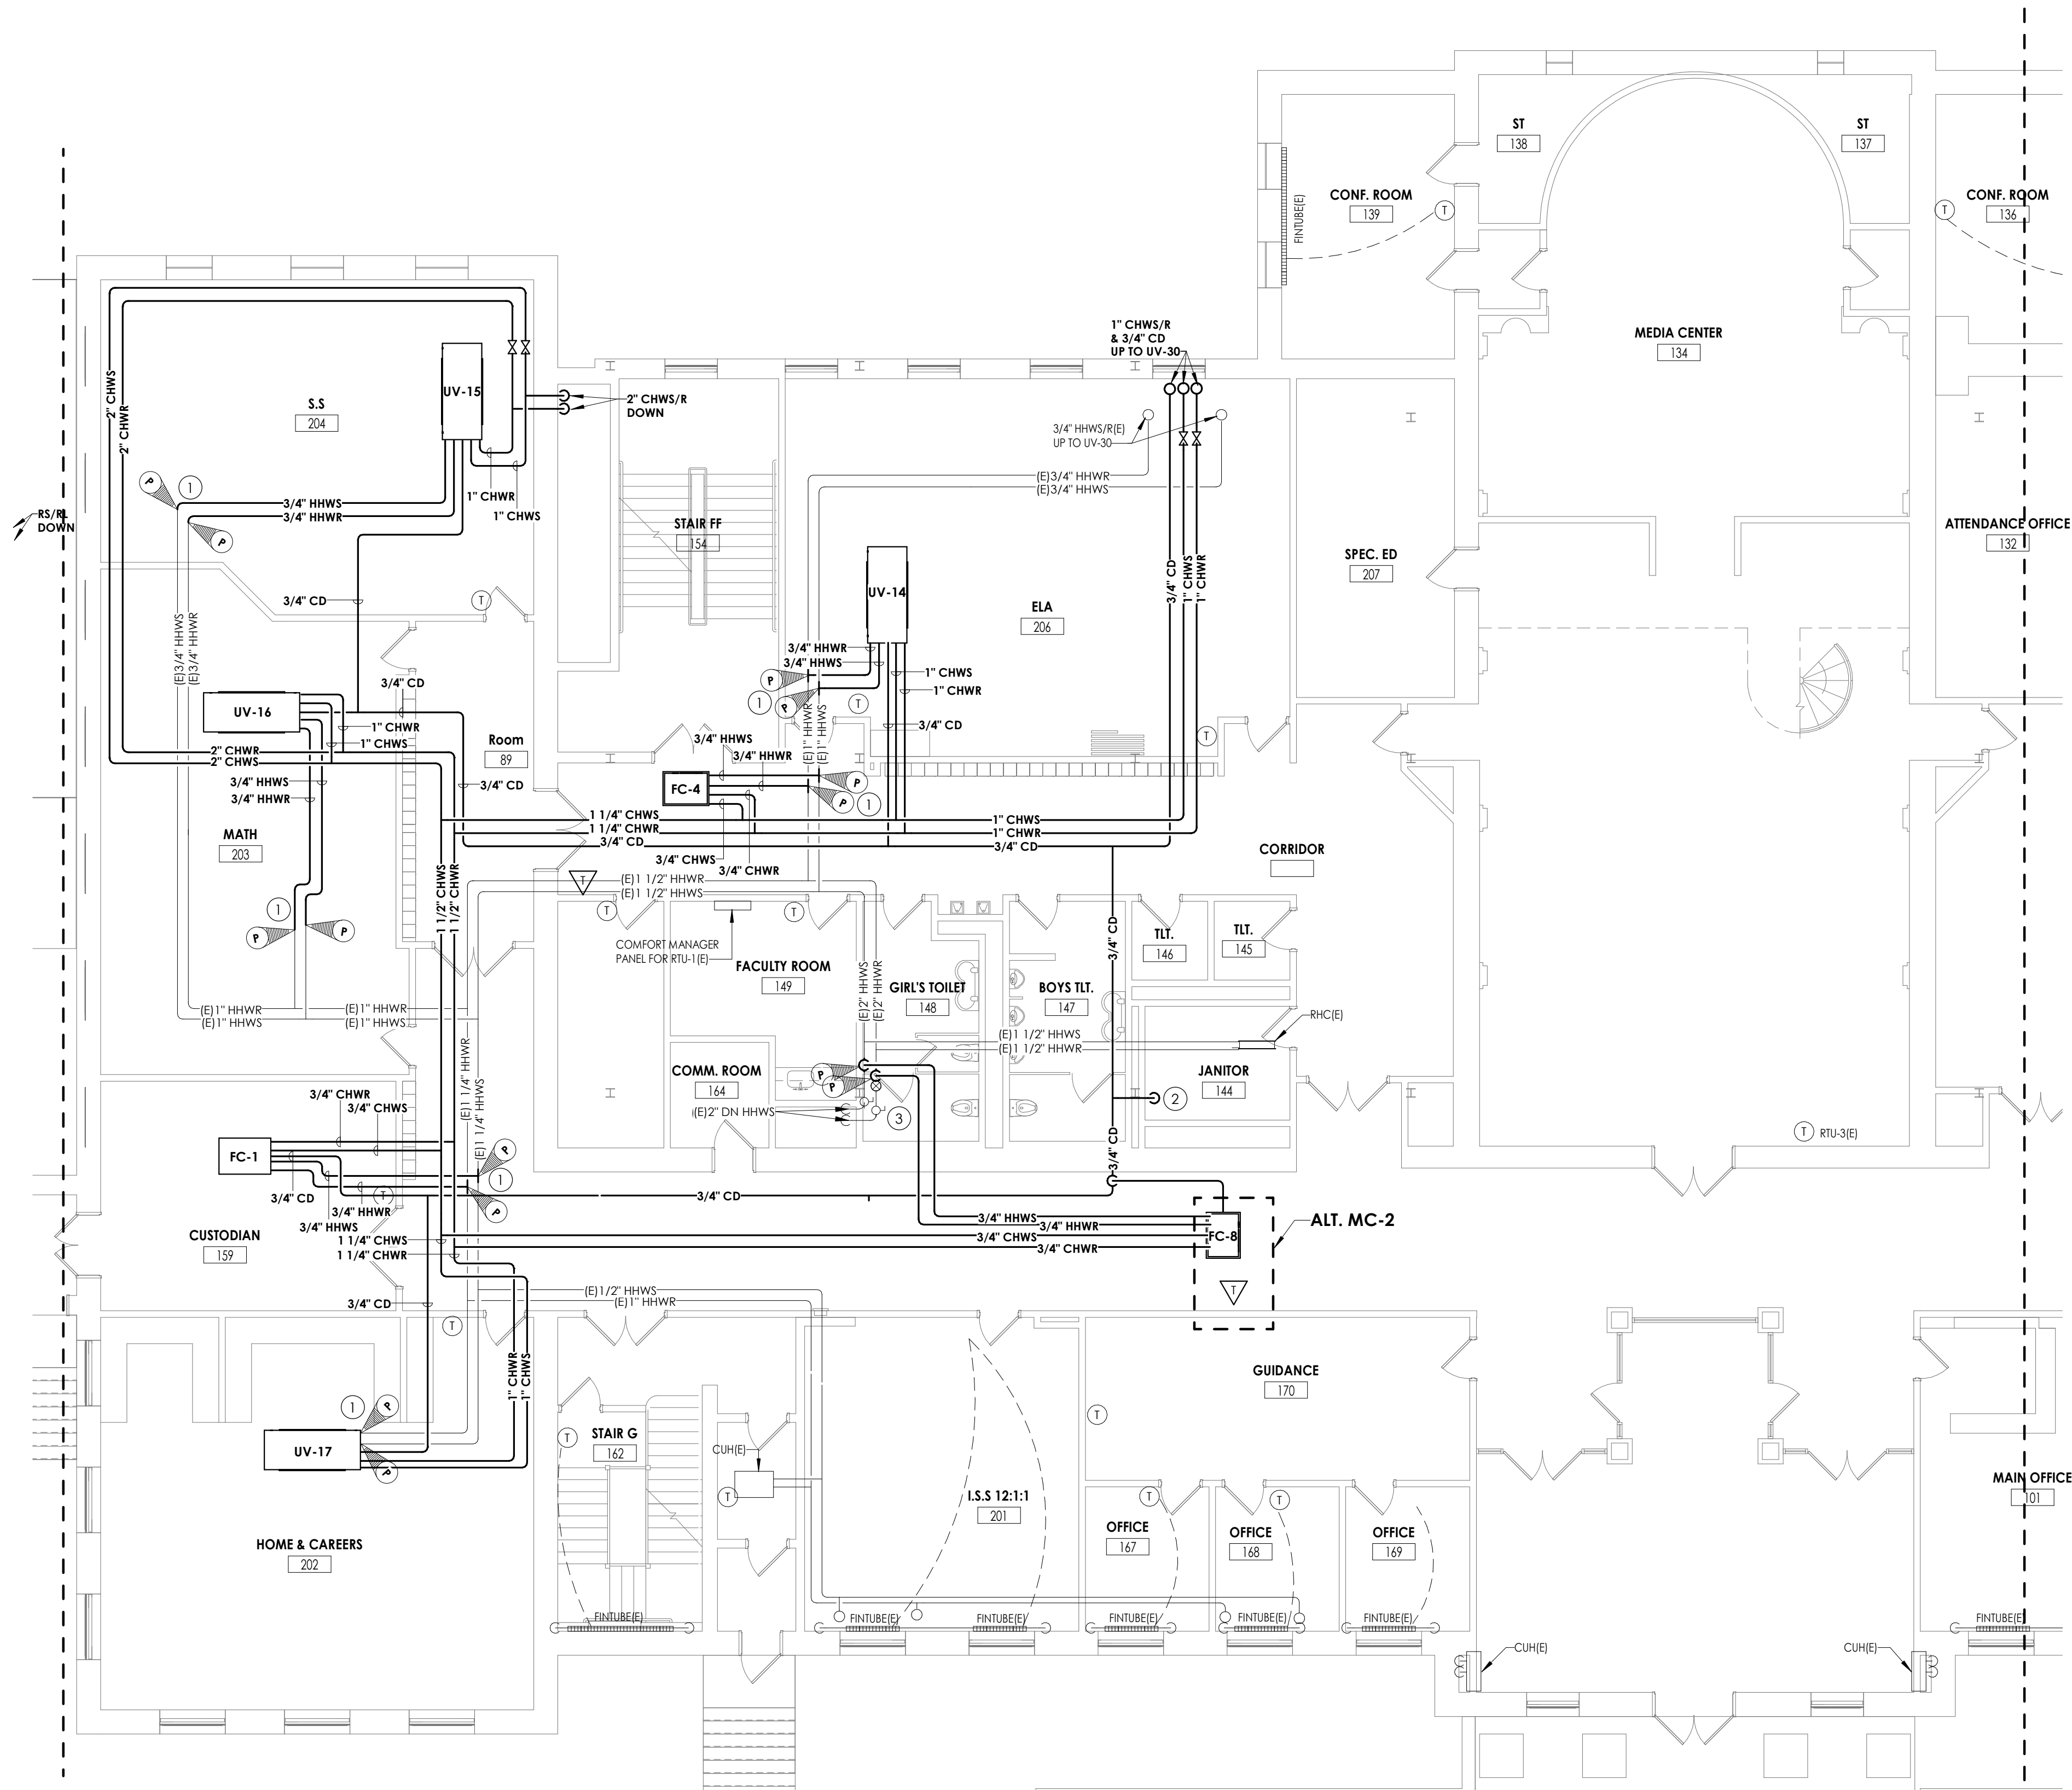 ST
138
ST
137
CONF. ROOM
139
T
FINTUBE(E)
T
CONF. ROOM
136
1" CHWS/R
& 3/4" CD
UP TO UV-30
MEDIA CENTER
134
2" CHWS
2" CHWR
S.S
204
UV-15
2" CHWS/R
DOWN
3/4" HHWS/R(E)
UP TO UV-30
(E)3/4" HHWR
(E)3/4" HHWS
P
1
3/4" HHWS
3/4" HHWR
1" CHWR
1" CHWS
P
RS/RL
DOWN
STAIR FF
154
ATTENDANCE OFFICE
132
SPEC. ED
207
UV-14
3/4" CD
1" CHWS
1" CHWR
3/4" CD
T
ELA
206
(E)3/4" HHWS
(E)3/4" HHWR
3/4" HHWR
3/4" HHWS
1" CHWS
1" CHWR
P
P
1
T
3/4" CD
UV-16
1" CHWR
1" CHWS
2" CHWR
2" CHWS
Room
89
3/4" CD
3/4" HHWS
3/4" HHWR
(E)1" HHWR
(E)1" HHWS
3/4" CD
T
3/4" HHWS
3/4" HHWR
FC-4
P
P
1
1 1/4" CHWS
1 1/4" CHWR
3/4" CD
1" CHWS
1" CHWR
3/4" CD
MATH
203
3/4" CHWS
3/4" CHWR
CORRIDOR
1 1/2" CHWS
1 1/2" CHWR
T
(E)1 1/2" HHWR
(E)1 1/2" HHWS
1
P
P
T
T
COMFORT MANAGER
PANEL FOR RTU-1(E)
FACULTY ROOM
149
3/4" CD
TLT.
146
TLT.
145
(E)2" HHWS
(E)2" HHWR
GIRL'S TOILET
148
BOYS TLT.
147
(E)1" HHWR
(E)1" HHWS
(E)1" HHWR
(E)1" HHWS
RHC(E)
(E)1 1/2" HHWS
(E)1 1/2" HHWR
(E)1 1/4" HHWR
(E)1 1/4" HHWS
COMM. ROOM
164
P
P
JANITOR
144
2
(E)2" DN HHWS
3
3/4" CHWR
3/4" CHWS
FC-1
P
1
P
3/4" CD
T
3/4" HHWR
3/4" HHWS
3/4" CD
3/4" CD
T RTU-3(E)
3/4" HHWS
3/4" HHWR
3/4" CHWS
3/4" CHWR
FC-8
ALT. MC-2
T
CUSTODIAN
159
1 1/4" CHWS
1 1/4" CHWR
3/4" CD
(E)1/2" HHWS
(E)1" HHWR
T
1" CHWR
1" CHWS
GUIDANCE
170
1
P
P
UV-17
T
STAIR G
162
CUH(E)
T
T
I.S.S 12:1:1
201
T
T
OFFICE
167
OFFICE
168
OFFICE
169
MAIN OFFICE
101
HOME & CAREERS
202
FINTUBE(E)
FINTUBE(E)
FINTUBE(E)
FINTUBE(E)
FINTUBE(E)
FINTUBE(E)
FINTUBE(E)
CUH(E)
CUH(E)